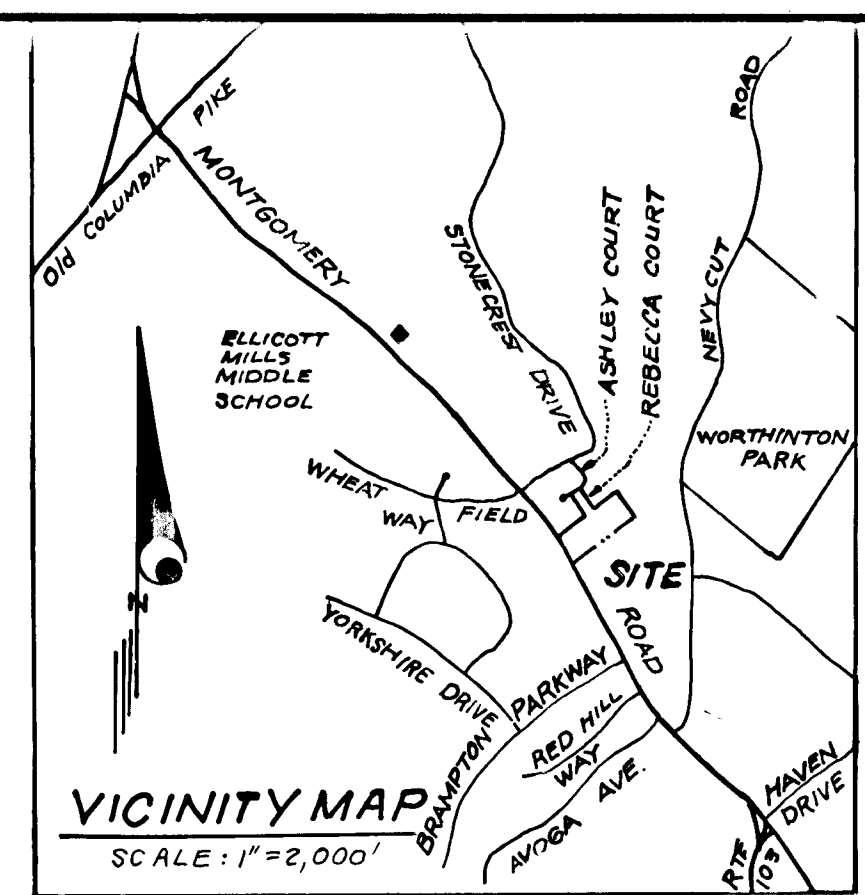 Old COLUMBIA PIKE
MONTGOMERY ROAD
STONECREST DRIVE
ASHLEY COURT
REBECCA COURT
NEVY CUT ROAD
ELLICOTT
MILLS
MIDDLE
SCHOOL
WORTHINTON
PARK
WHEAT FIELD WAY
SITE
N
YORKSHIRE DRIVE
BRAMPTON PARKWAY
RED HILL
WAY
AVOGA AVE.
HAVEN
DRIVE
RTE
103
VICINITY MAP
SCALE: 1"=2,000'